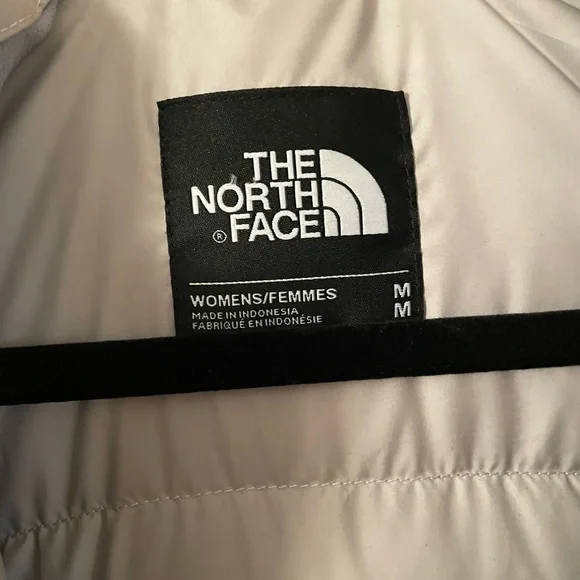 THE
NORTH
® FACE
WOMENS/FEMMES M
MADE IN INDONESIA M
FABRIQUÉ EN INDONÉSIE